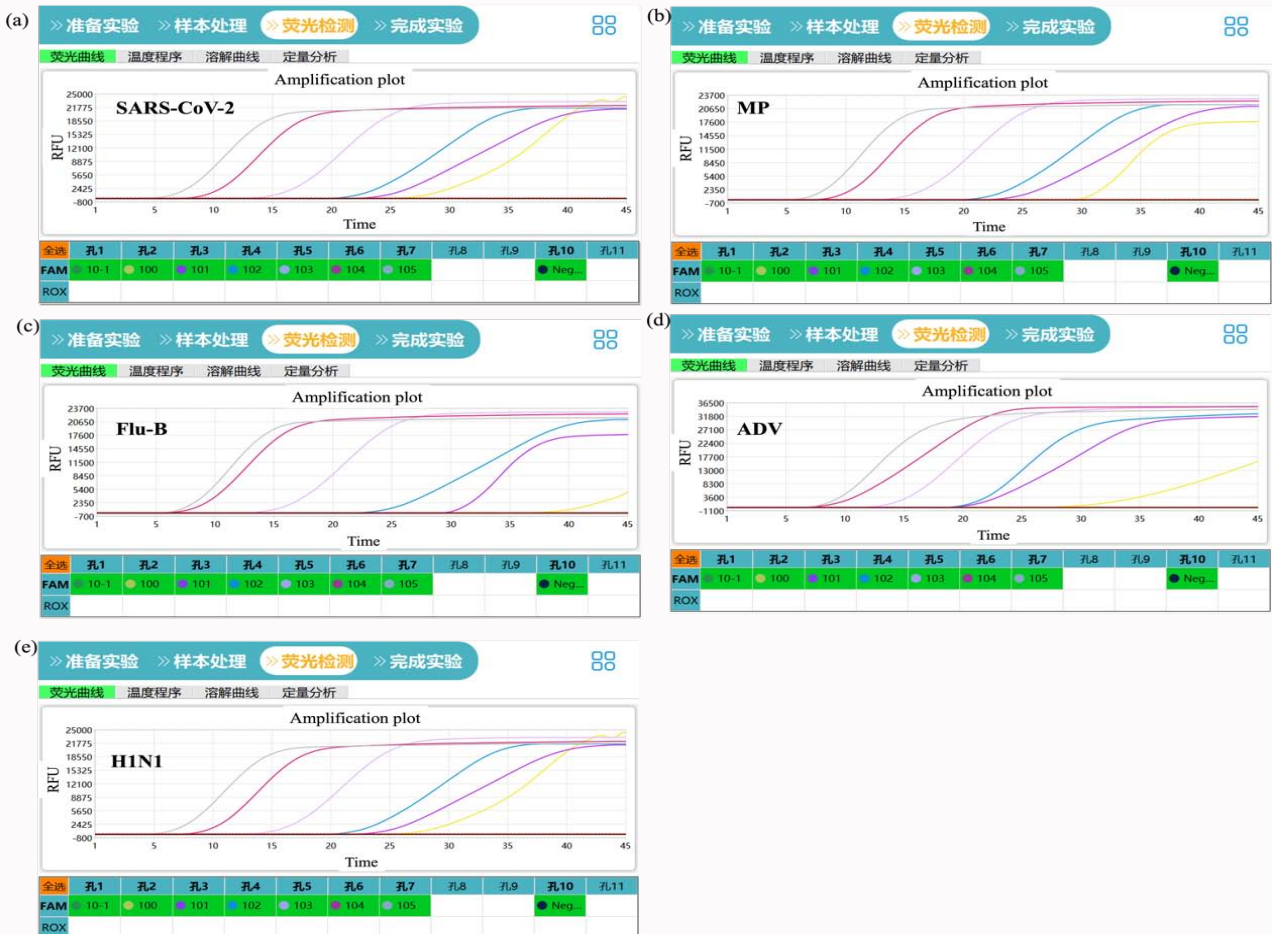 (a)
»准备实验 »样本处理 »荧光检测 »完成实验
荧光曲线 温度程序 溶解曲线 定量分析
Amplification plot
SARS-CoV-2
RFU
25000
21775
18550
15325
12100
8875
5650
2425
-800
1 5 10 15 20 25 30 35 40 45
Time
全选 孔1 孔2 孔3 孔4 孔5 孔6 孔7 孔8 孔9 孔10 孔11
FAM 10-1 100 101 102 103 104 105 Neg...
ROX
(b)
»准备实验 »样本处理 »荧光检测 »完成实验
荧光曲线 温度程序 溶解曲线 定量分析
Amplification plot
MP
RFU
23700
20650
17600
14550
11500
8450
5400
2350
-700
1 5 10 15 20 25 30 35 40 45
Time
全选 孔1 孔2 孔3 孔4 孔5 孔6 孔7 孔8 孔9 孔10 孔11
FAM 10-1 100 101 102 103 104 105 Neg...
ROX
(c)
»准备实验 »样本处理 »荧光检测 »完成实验
荧光曲线 温度程序 溶解曲线 定量分析
Amplification plot
Flu-B
RFU
23700
20650
17600
14550
11500
8450
5400
2350
-700
1 5 10 15 20 25 30 35 40 45
Time
全选 孔1 孔2 孔3 孔4 孔5 孔6 孔7 孔8 孔9 孔10 孔11
FAM 10-1 100 101 102 103 104 105 Neg...
ROX
(d)
»准备实验 »样本处理 »荧光检测 »完成实验
荧光曲线 温度程序 溶解曲线 定量分析
Amplification plot
ADV
RFU
36500
31800
27100
22400
17700
13000
8300
3600
-1100
1 5 10 15 20 25 30 35 40 45
Time
全选 孔1 孔2 孔3 孔4 孔5 孔6 孔7 孔8 孔9 孔10 孔11
FAM 10-1 100 101 102 103 104 105 Neg...
ROX
(e)
»准备实验 »样本处理 »荧光检测 »完成实验
荧光曲线 温度程序 溶解曲线 定量分析
Amplification plot
H1N1
RFU
25000
21775
18550
15325
12100
8875
5650
2425
-800
1 5 10 15 20 25 30 35 40 45
Time
全选 孔1 孔2 孔3 孔4 孔5 孔6 孔7 孔8 孔9 孔10 孔11
FAM 10-1 100 101 102 103 104 105 Neg...
ROX